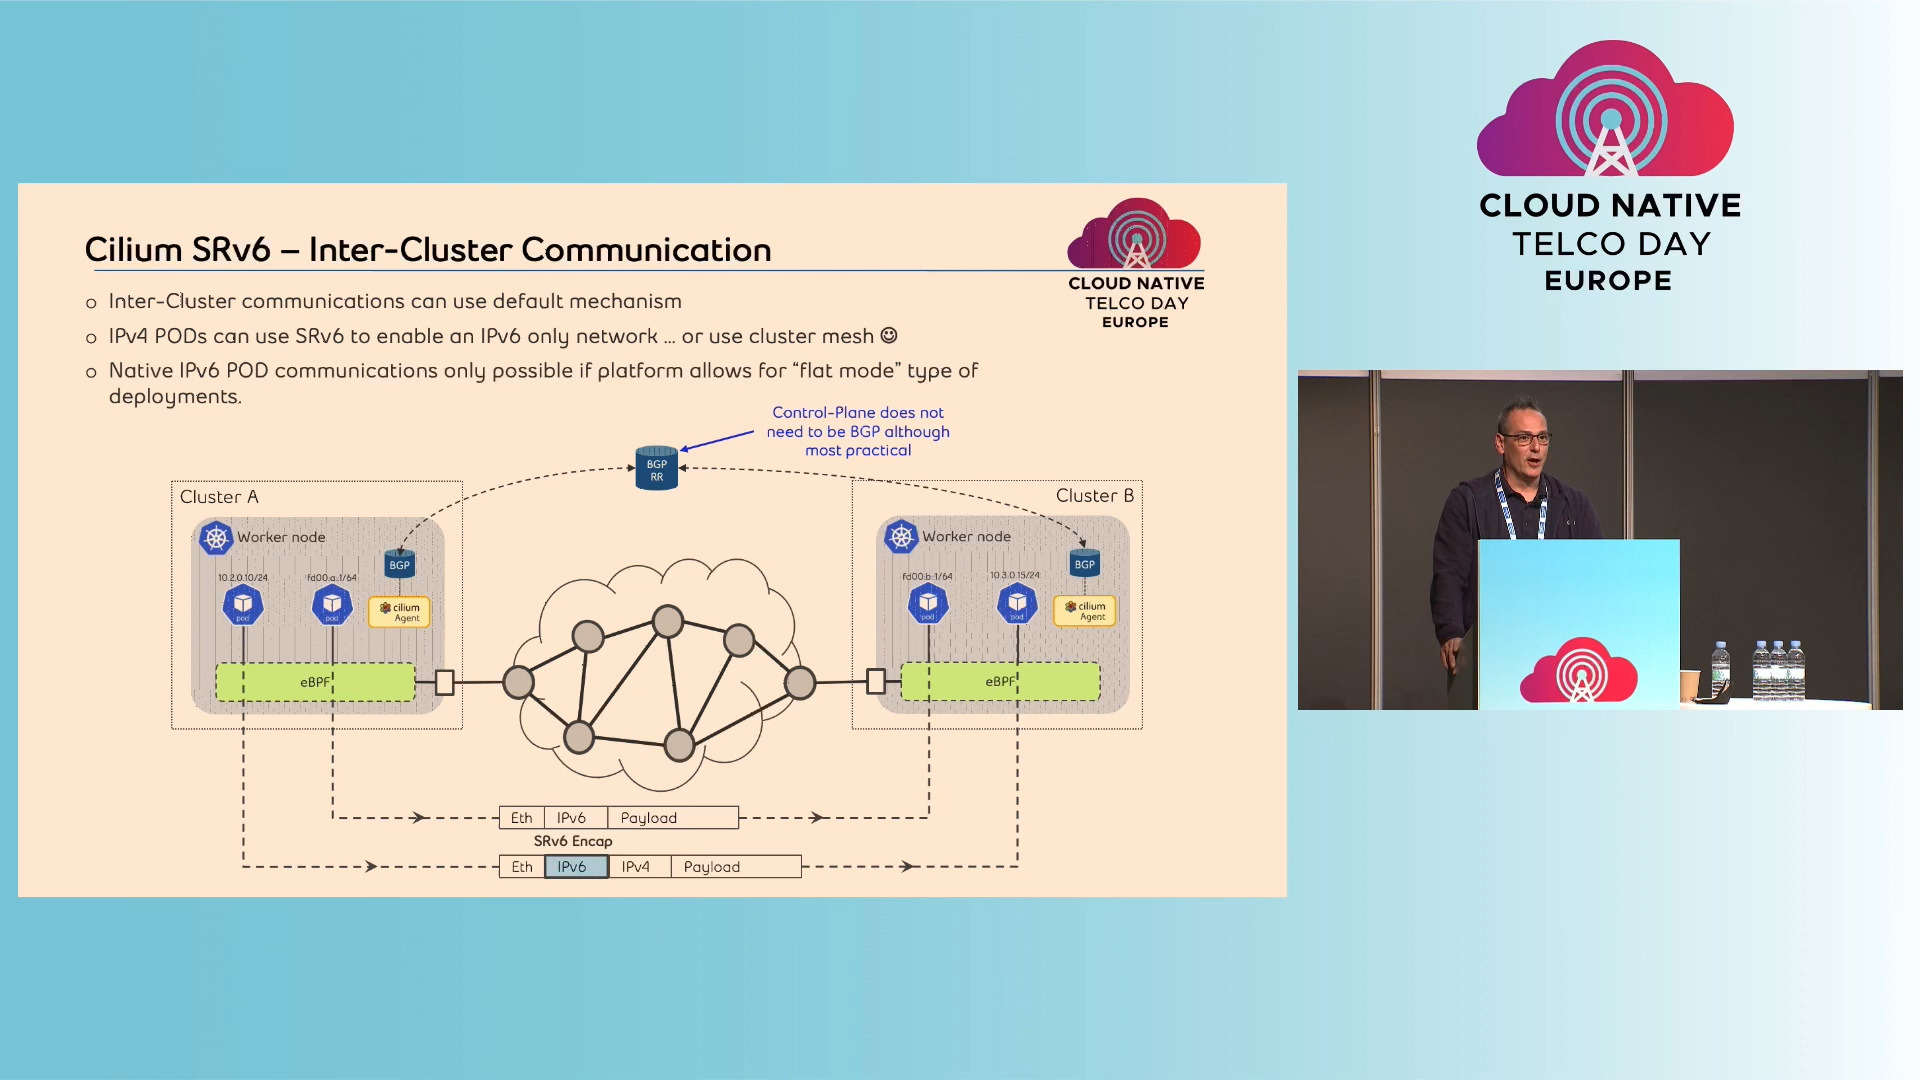 Cilium SRv6 – Inter-Cluster Communication
CLOUD NATIVE
TELCO DAY
EUROPE
o Inter-Cluster communications can use default mechanism
o IPv4 PODs can use SRv6 to enable an IPv6 only network ... or use cluster mesh ☺
o Native IPv6 POD communications only possible if platform allows for “flat mode” type of
deployments.
Control-Plane does not
need to be BGP although
most practical
BGP
RR
Cluster A
Worker node
BGP
10.2.0.10/24
fd00:a::1/64
pod
pod
cilium
Agent
eBPF
Cluster B
Worker node
BGP
fd00:b::1/64
10.3.0.15/24
pod
pod
cilium
Agent
eBPF
Eth IPv6 Payload
SRv6 Encap
Eth IPv6 IPv4 Payload
CLOUD NATIVE
TELCO DAY
EUROPE